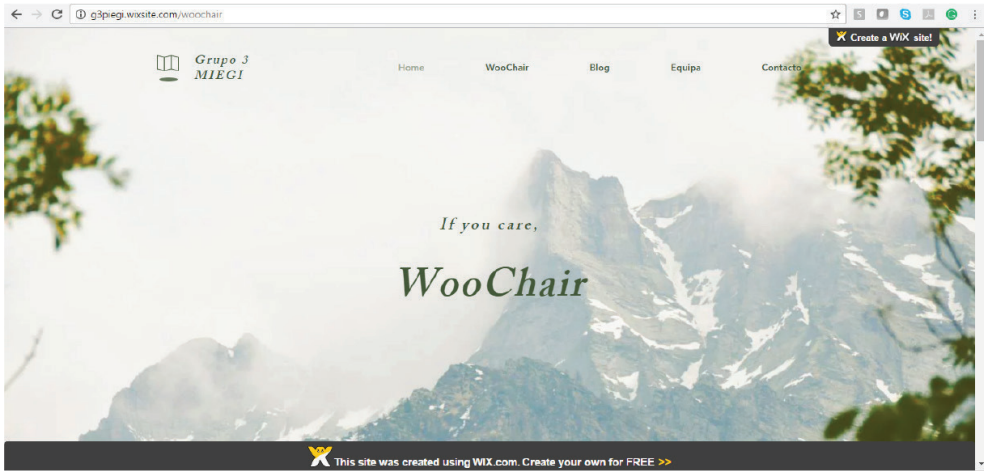 g3piegi.wixsite.com/woochair
Create a WiX site!
Grupo 3
MIEGI
Home WooChair Blog Equipa Contacto
If you care,
WooChair
This site was created using WIX.com. Create your own for FREE >>